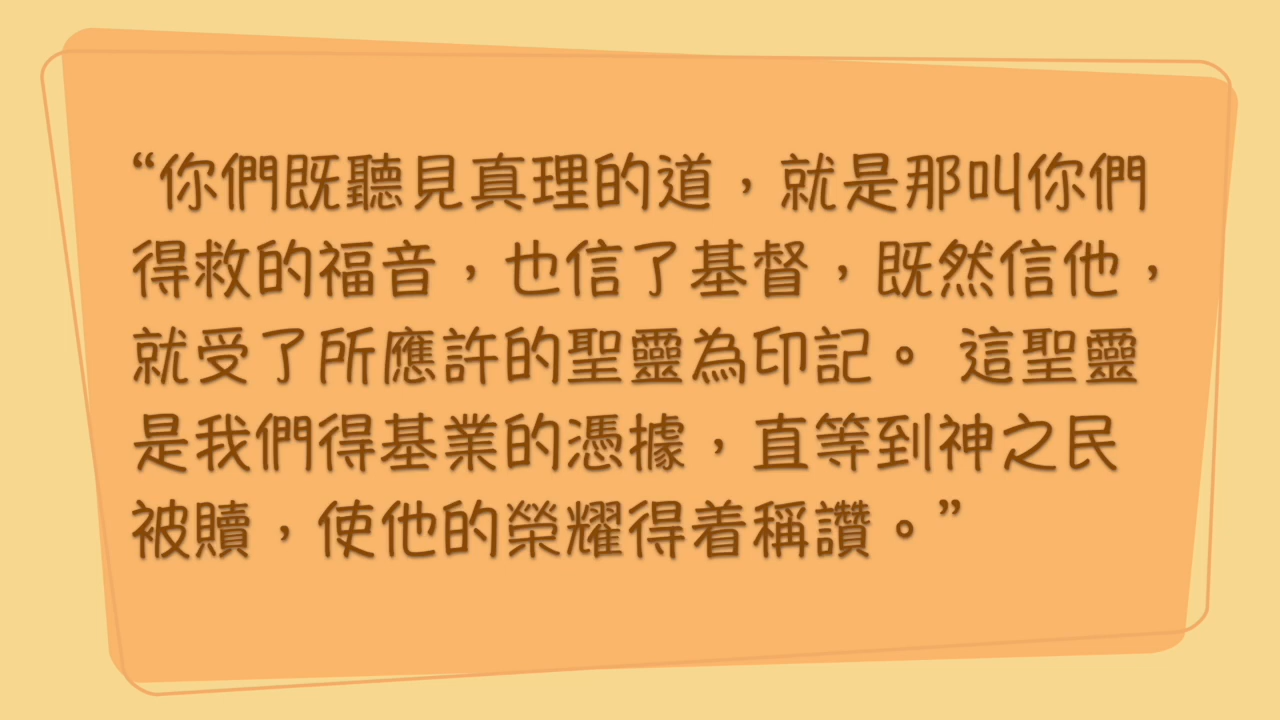 “你們既聽見真理的道，就是那叫你們
得救的福音，也信了基督，既然信他，
就受了所應許的聖靈為印記。 這聖靈
是我們得基業的憑據，直等到神之民
被贖，使他的榮耀得着稱讚。”